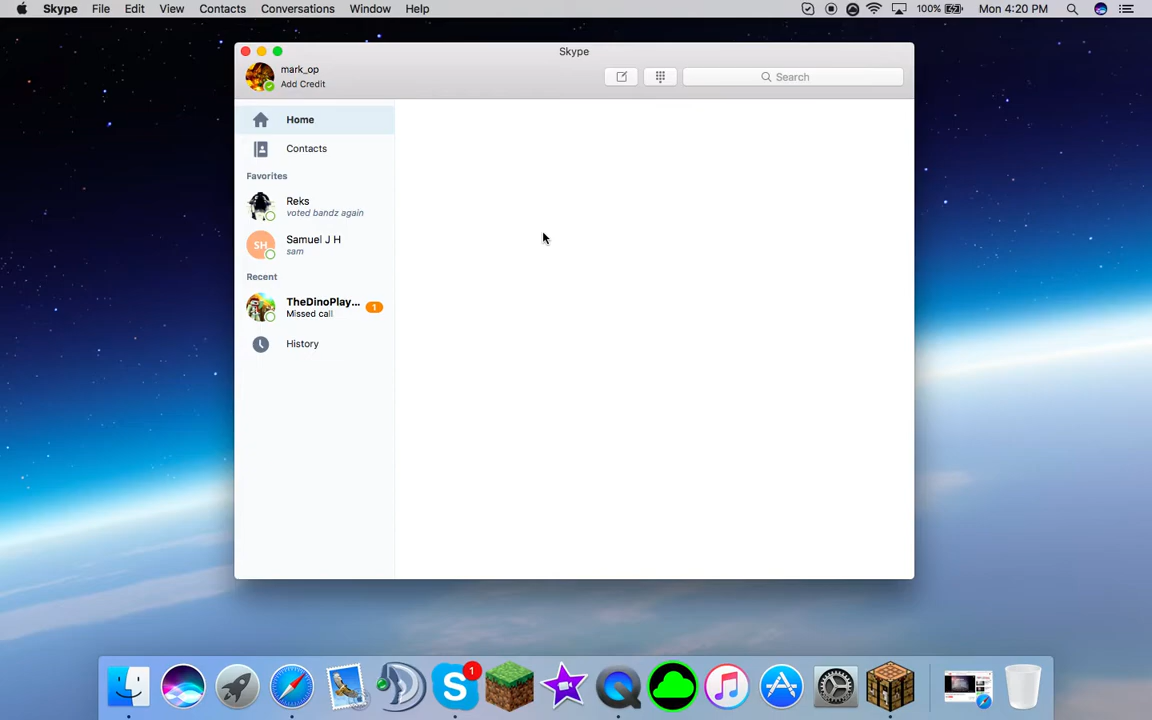 Skype File Edit View Contacts Conversations Window Help 100% Mon 4:20 PM
Skype
mark_op
Add Credit
Search
Home
Contacts
Favorites
Reks
voted bandz again
SH
Samuel J H
sam
Recent
TheDinoPlay...
1
Missed call
History
1